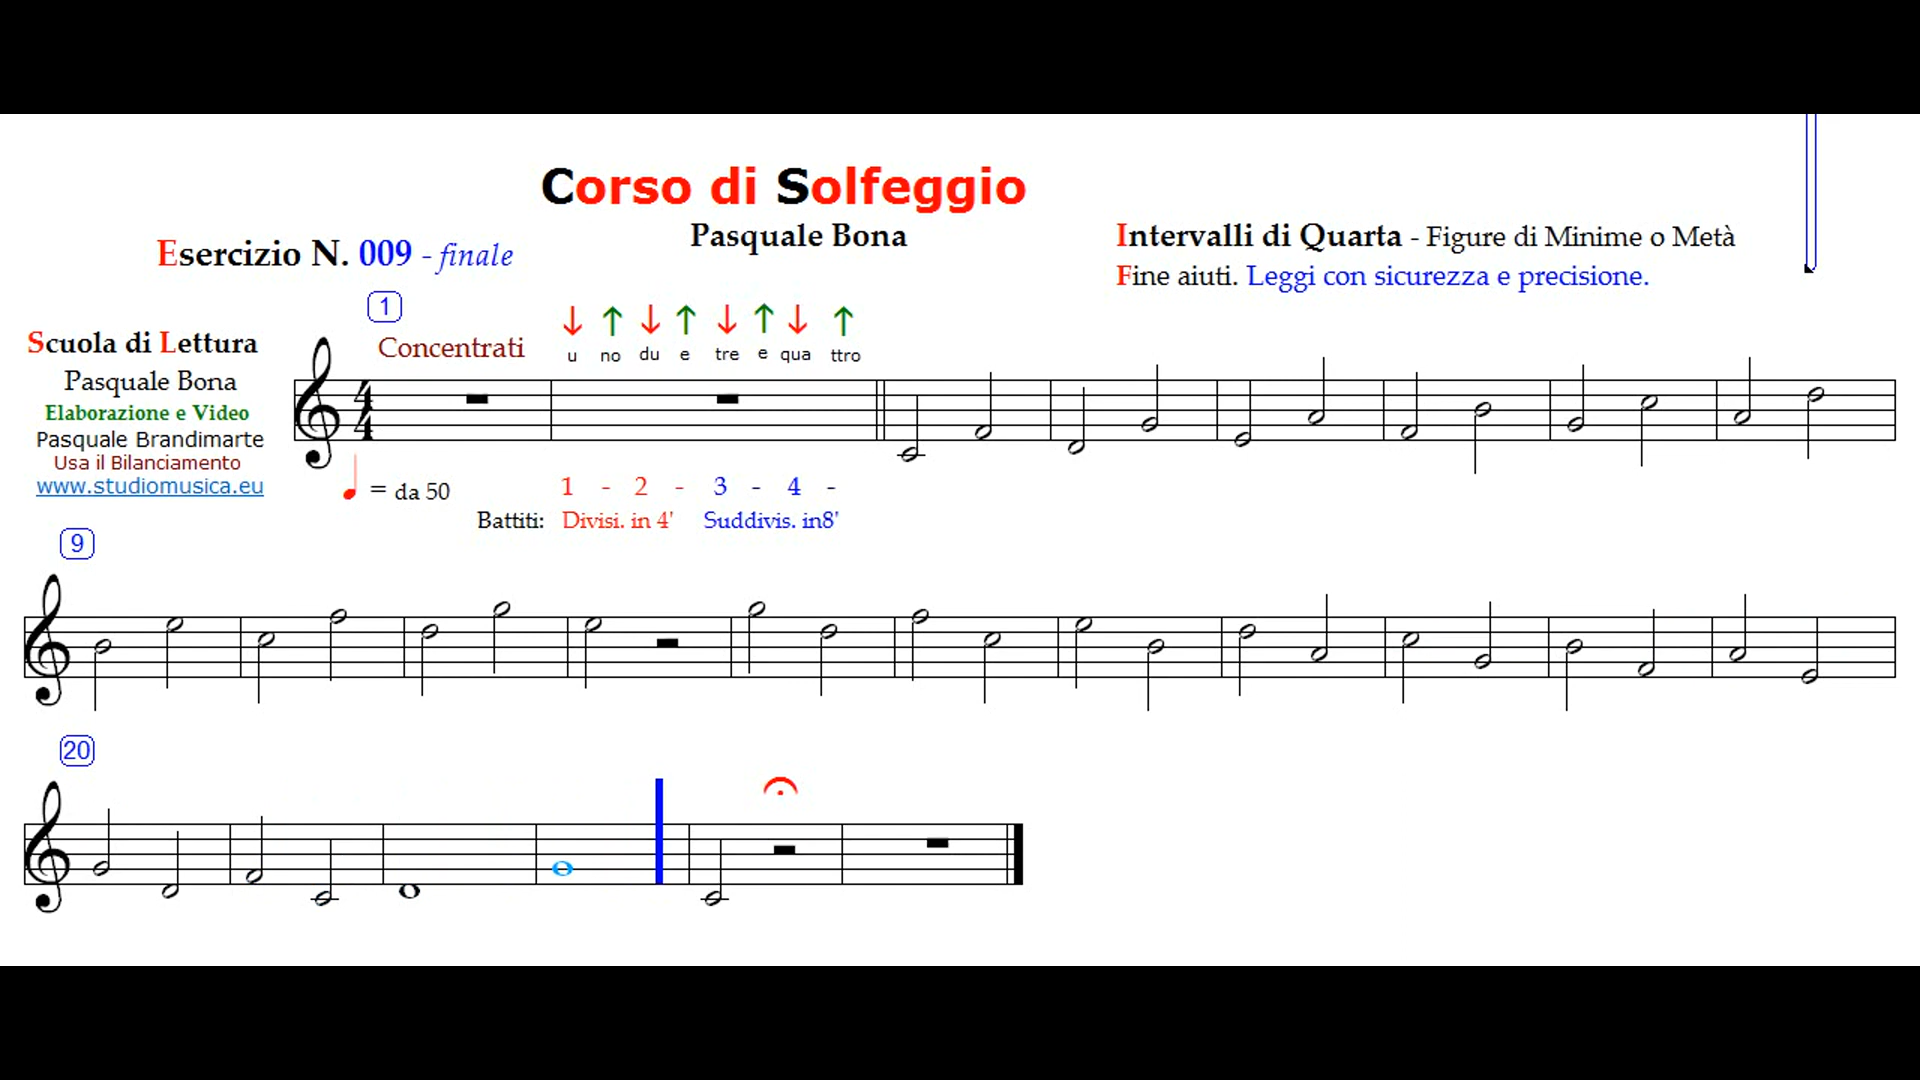 Corso di Solfeggio
Pasquale Bona
Esercizio N. 009 - finale
Intervalli di Quarta - Figure di Minime o Metà
Fine aiuti. Leggi con sicurezza e precisione.
1
Concentrati
u no du e tre e qua ttro
Scuola di Lettura
Pasquale Bona
Elaborazione e Video
Pasquale Brandimarte
Usa il Bilanciamento
www.studiomusica.eu
4
4
= da 50
1 - 2 - 3 - 4 -
Battiti: Divisi. in 4' Suddivis. in8'
9
20